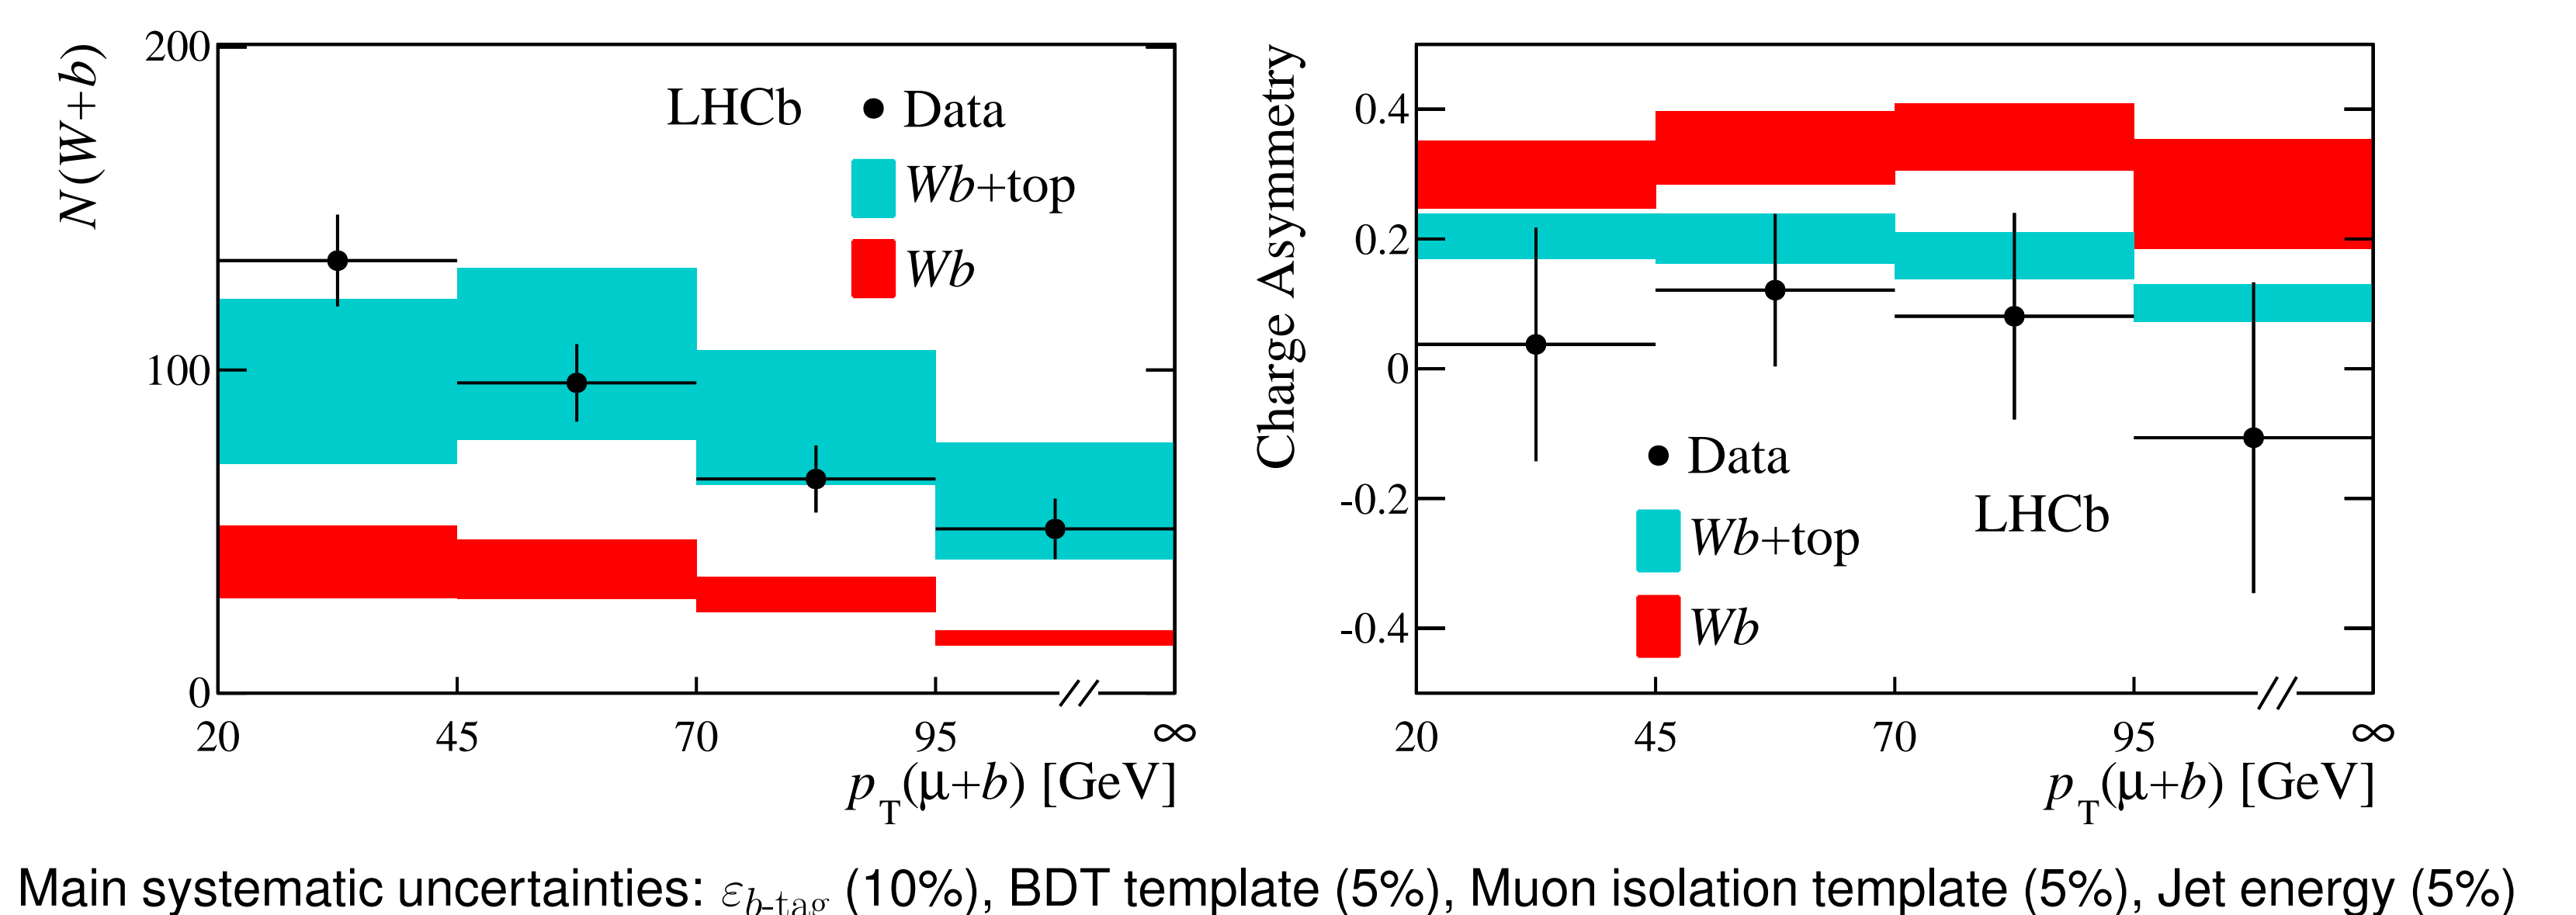 N(W+b)
200
100
0
LHCb
Data
Wb+top
Wb
20 45 70 95 ∞
p_T(μ+b) [GeV]
Charge Asymmetry
0.4
0.2
0
-0.2
-0.4
Data
Wb+top
Wb
LHCb
20 45 70 95 ∞
p_T(μ+b) [GeV]
Main systematic uncertainties: ε_b-tag (10%), BDT template (5%), Muon isolation template (5%), Jet energy (5%)